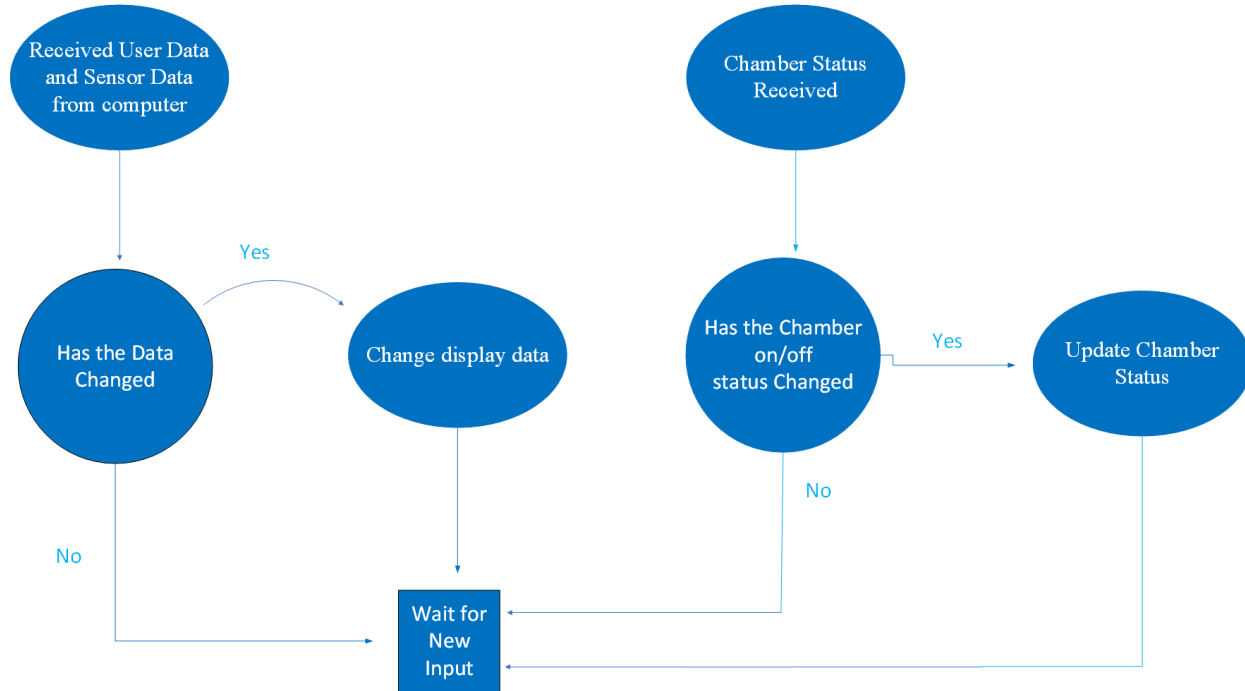 Received User Data
and Sensor Data
from computer
Chamber Status
Received
Yes
Has the Data
Changed
Change display data
Has the Chamber
on/off
status Changed
Yes
Update Chamber
Status
No
No
Wait for
New
Input